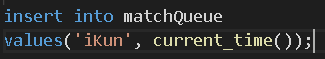 insert into matchQueue
values('iKun', current_time());